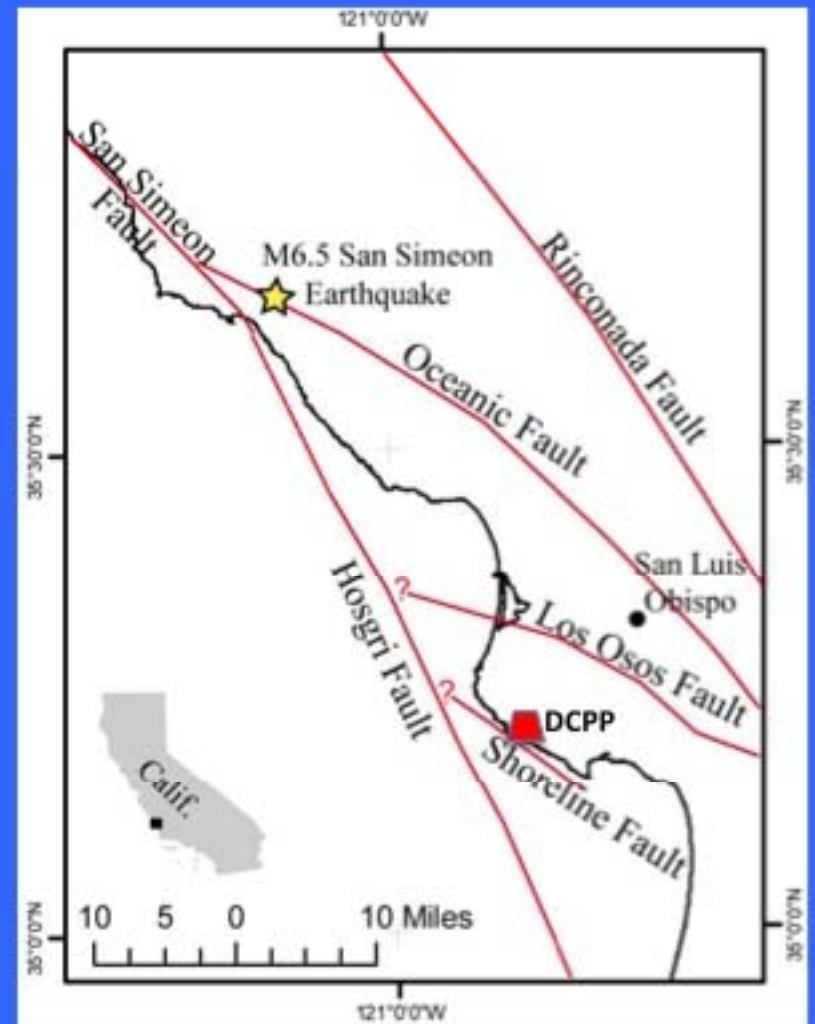 121°0'0"W
San Simeon
Fault
M6.5 San Simeon
Earthquake
Rinconada Fault
Oceanic Fault
35°30'0"N
35°0'0"N
San Luis
Obispo
?
Hosgri Fault
Los Osos Fault
?
DCPP
Shoreline Fault
Calif.
10 5 0 10 Miles
35°0'0"N
35°0'0"N
121°0'0"W